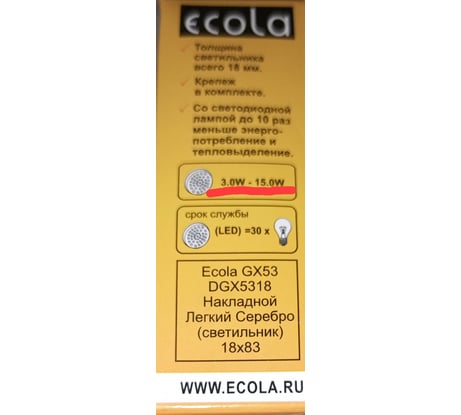 ecola
Толщина
светильника
всего 18 мм.
Крепеж
в комплекте.
Со светодиодной
лампой до 10 раз
меньше энерго-
потребление и
тепловыделение.
3.0W - 15.0W
срок службы
(LED) =30 x
Ecola GX53
DGX5318
Накладной
Легкий Серебро
(светильник)
18x83
WWW.ECOLA.RU